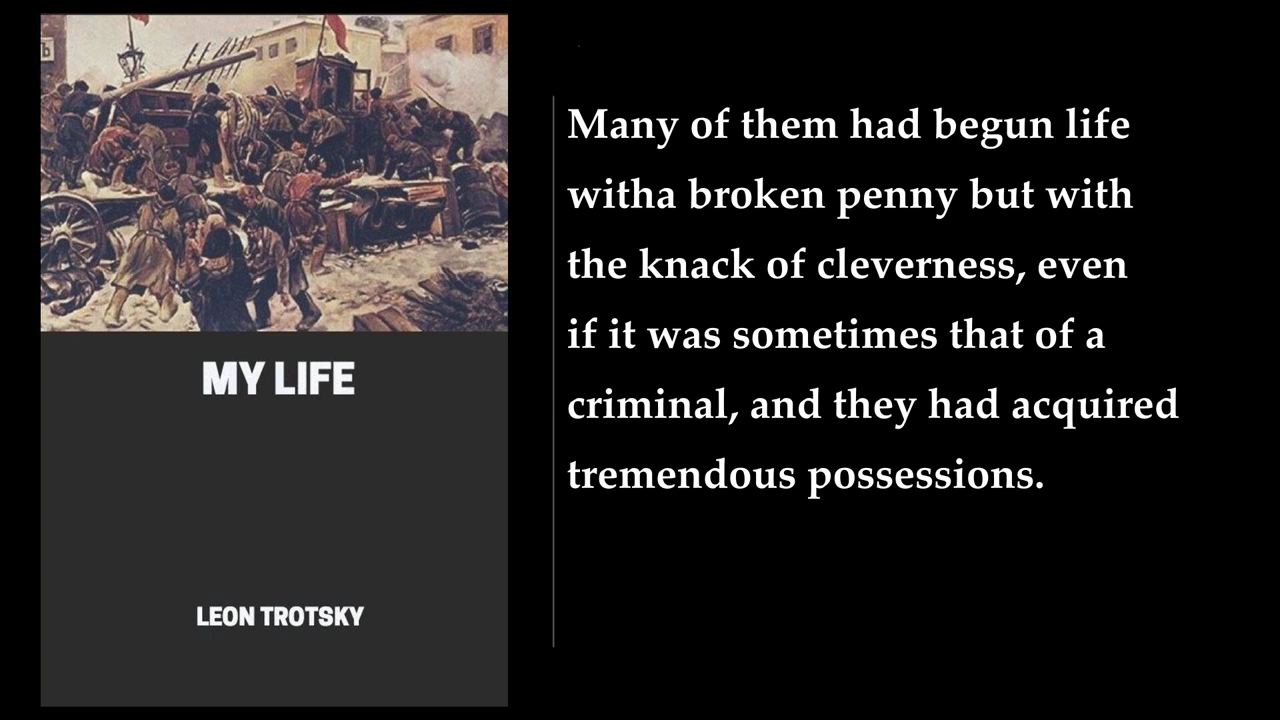 Ъ
MY LIFE
LEON TROTSKY
Many of them had begun life
witha broken penny but with
the knack of cleverness, even
if it was sometimes that of a
criminal, and they had acquired
tremendous possessions.